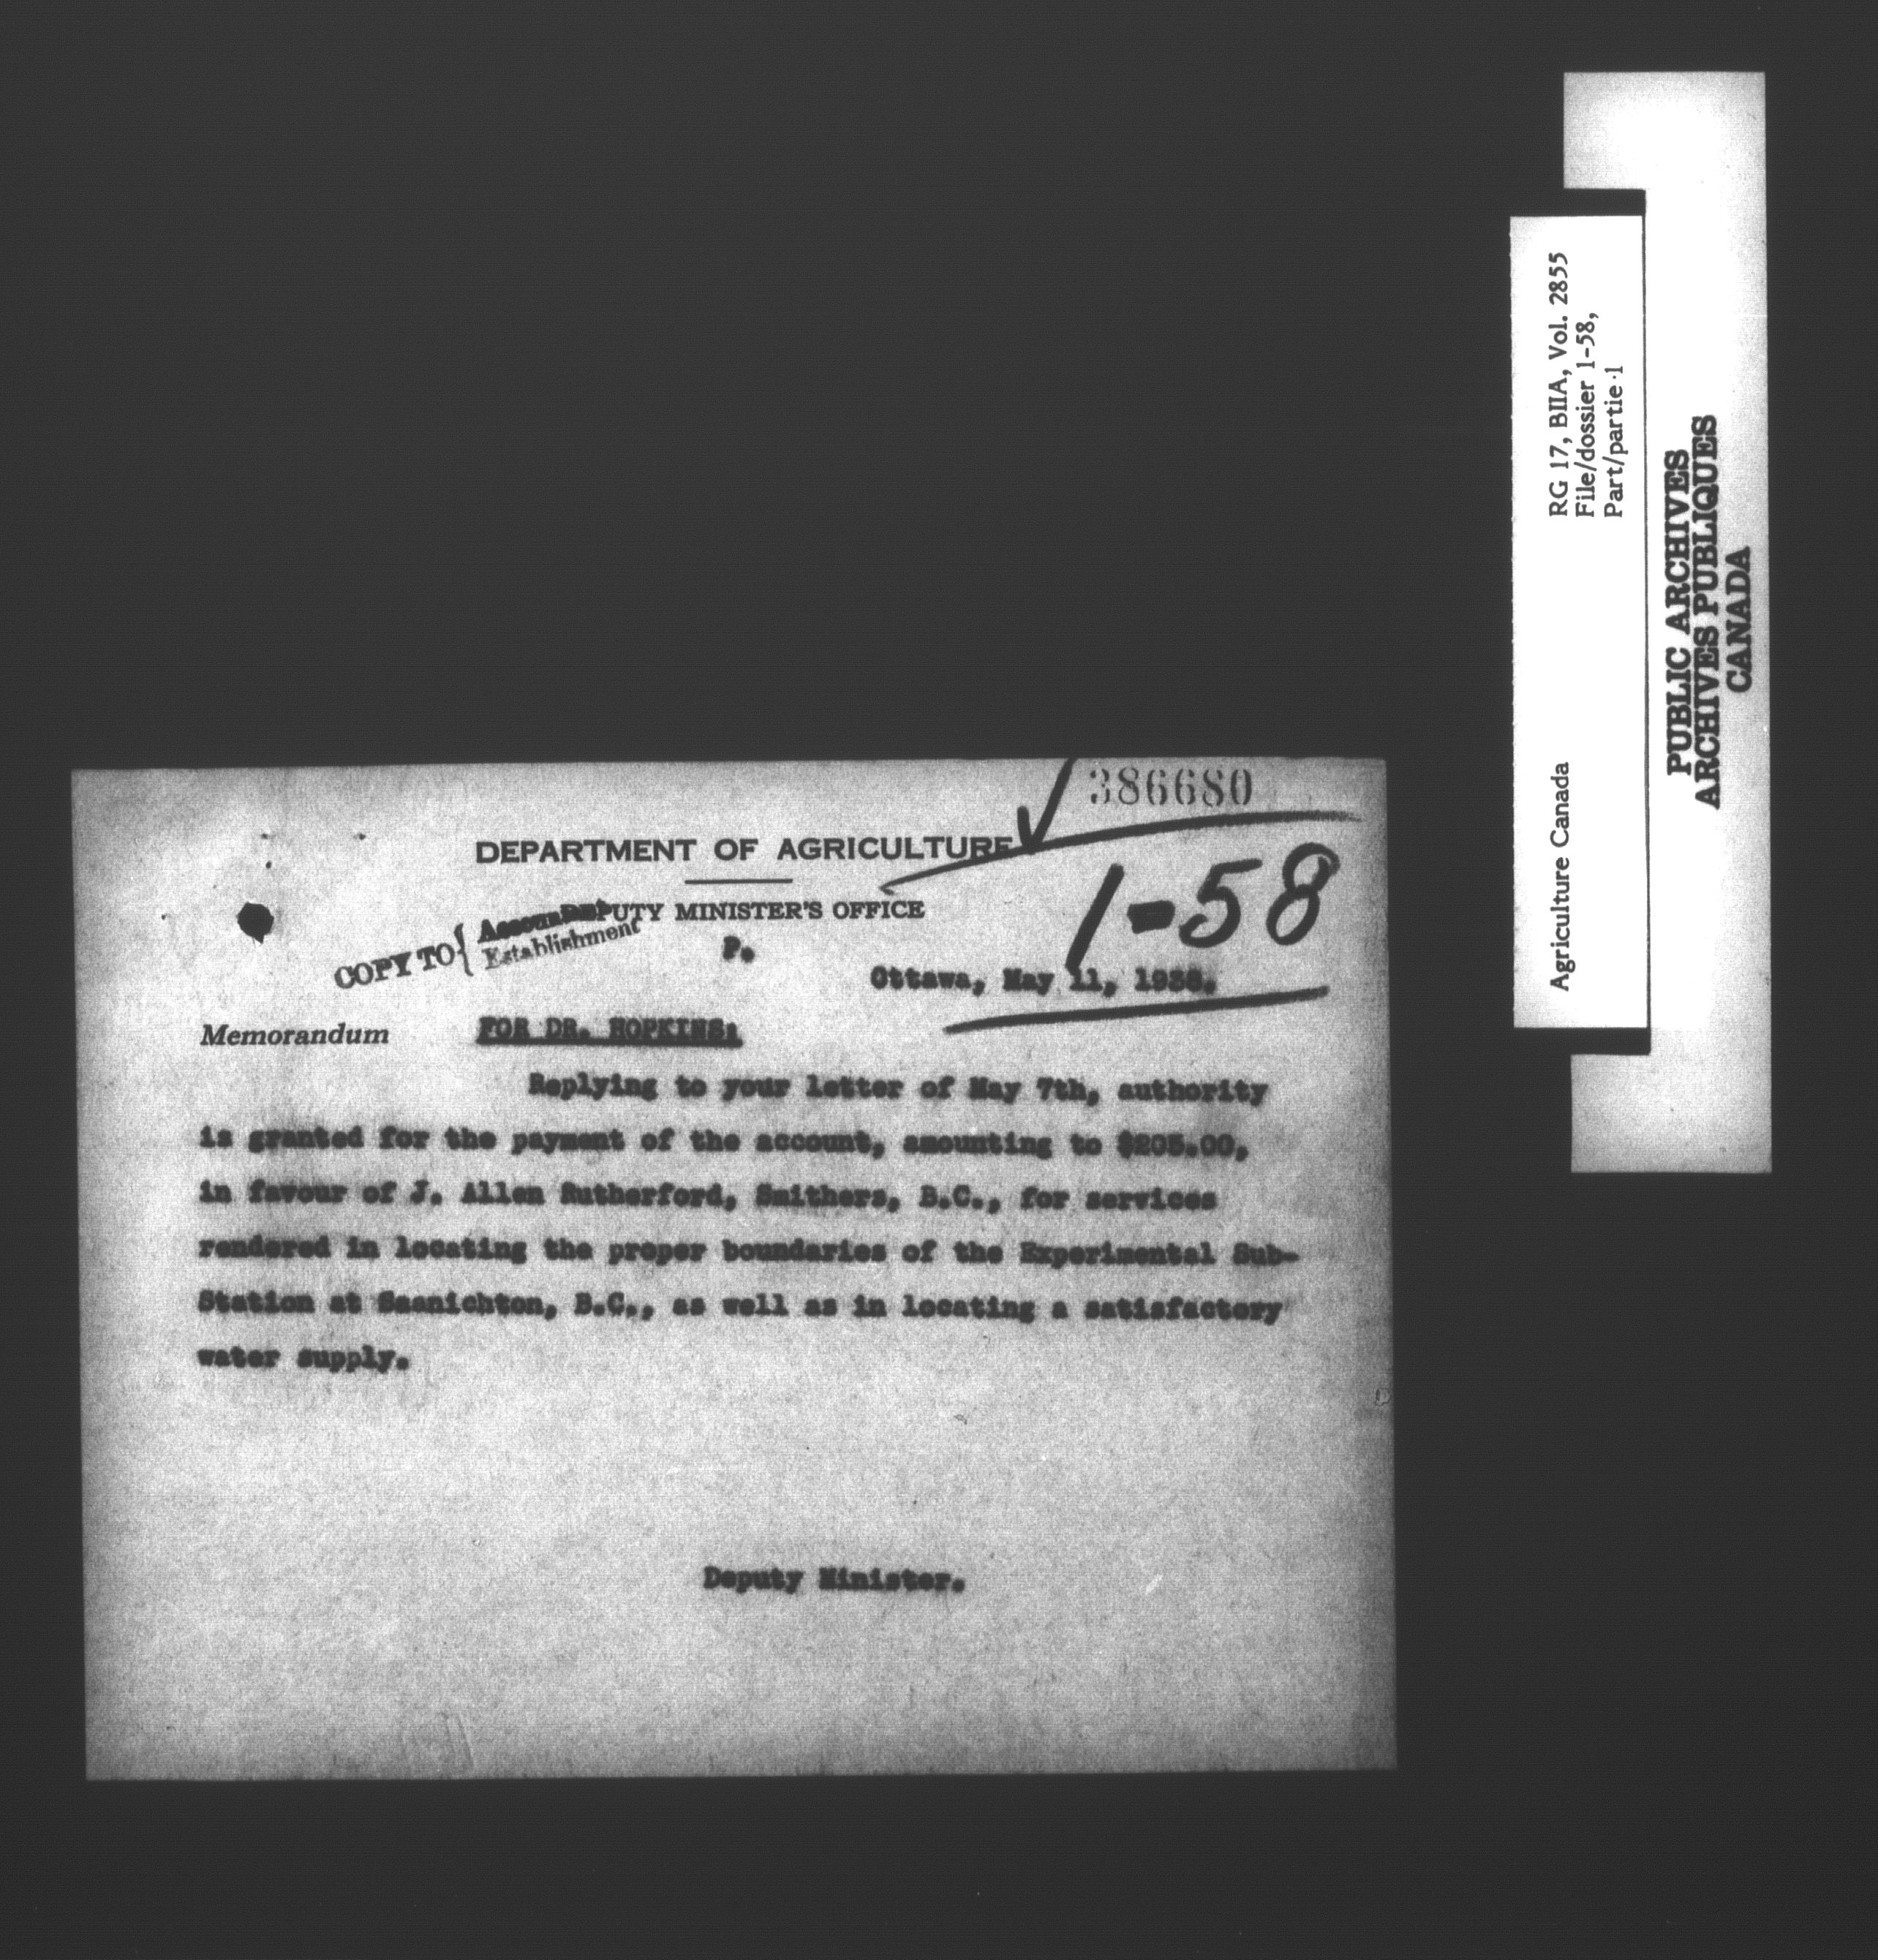 386680
DEPARTMENT OF AGRICULTURE
DEPUTY MINISTER'S OFFICE
1-58
COPY TO { Accountant
Establishment
P.
Ottawa, May 11, 1938.
Memorandum FOR DR. HOPKINS:
Replying to your letter of May 7th, authority
is granted for the payment of the account, amounting to $205.00,
in favour of J. Allen Rutherford, Smithers, B.C., for services
rendered in locating the proper boundaries of the Experimental Sub-
Station at Saanichton, B.C., as well as in locating a satisfactory
water supply.
Deputy Minister.
Agriculture Canada
RG 17, BIIA, Vol. 2855
File/dossier 1-58,
Part/partie 1
PUBLIC ARCHIVES
ARCHIVES PUBLIQUES
CANADA